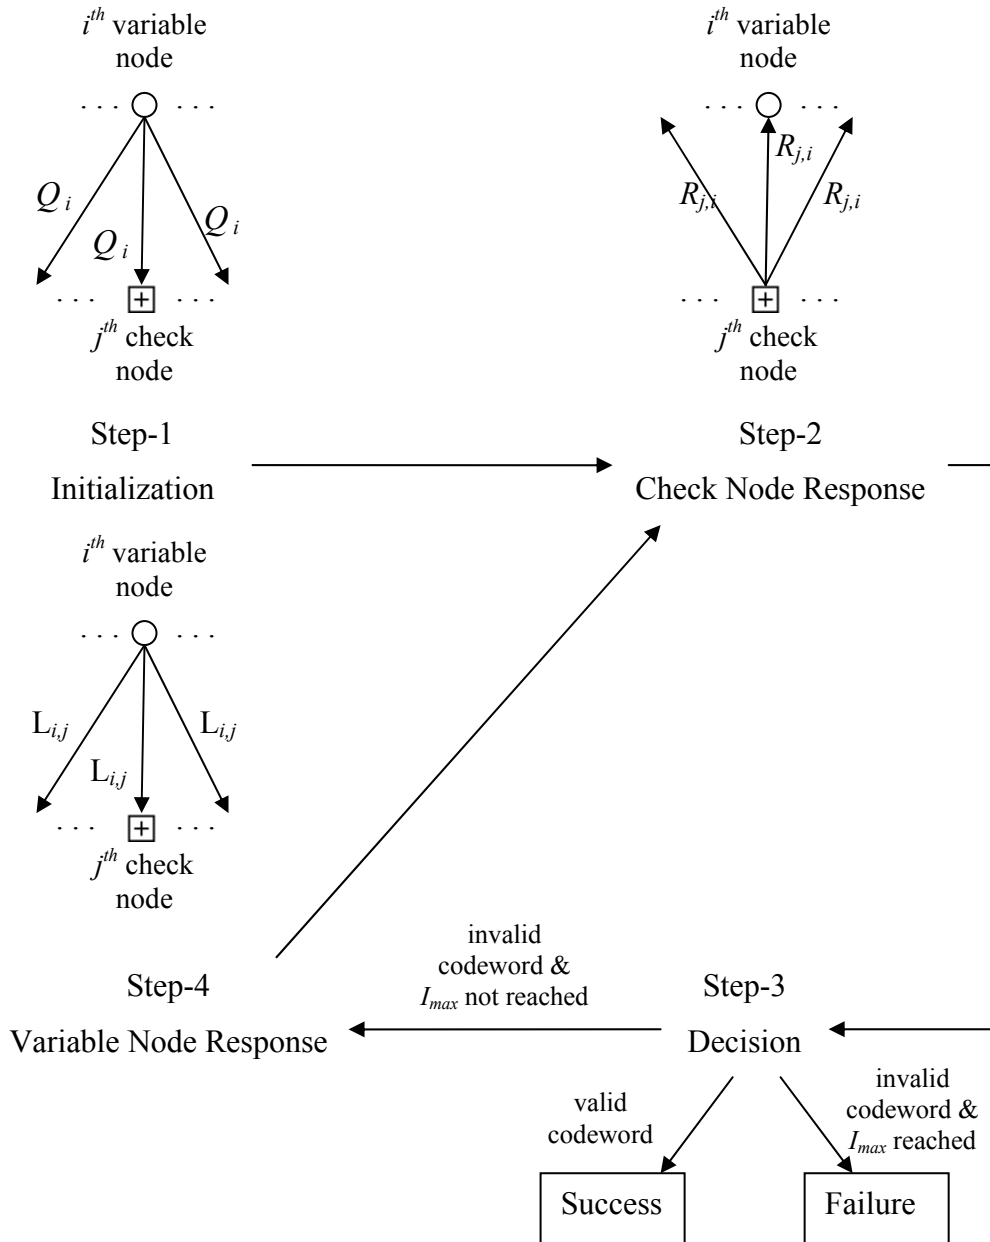 i^th variable
node
. . . . . .
Q_i
Q_i
Q_i
. . . + . . .
j^th check
node
Step-1
Initialization
i^th variable
node
. . . . . .
R_j,i
R_j,i
R_j,i
. . . + . . .
j^th check
node
Step-2
Check Node Response
i^th variable
node
. . . . . .
L_i,j
L_i,j
L_i,j
. . . + . . .
j^th check
node
Step-4
Variable Node Response
invalid
codeword &
I_max not reached
Step-3
Decision
valid
codeword
invalid
codeword &
I_max reached
Success
Failure